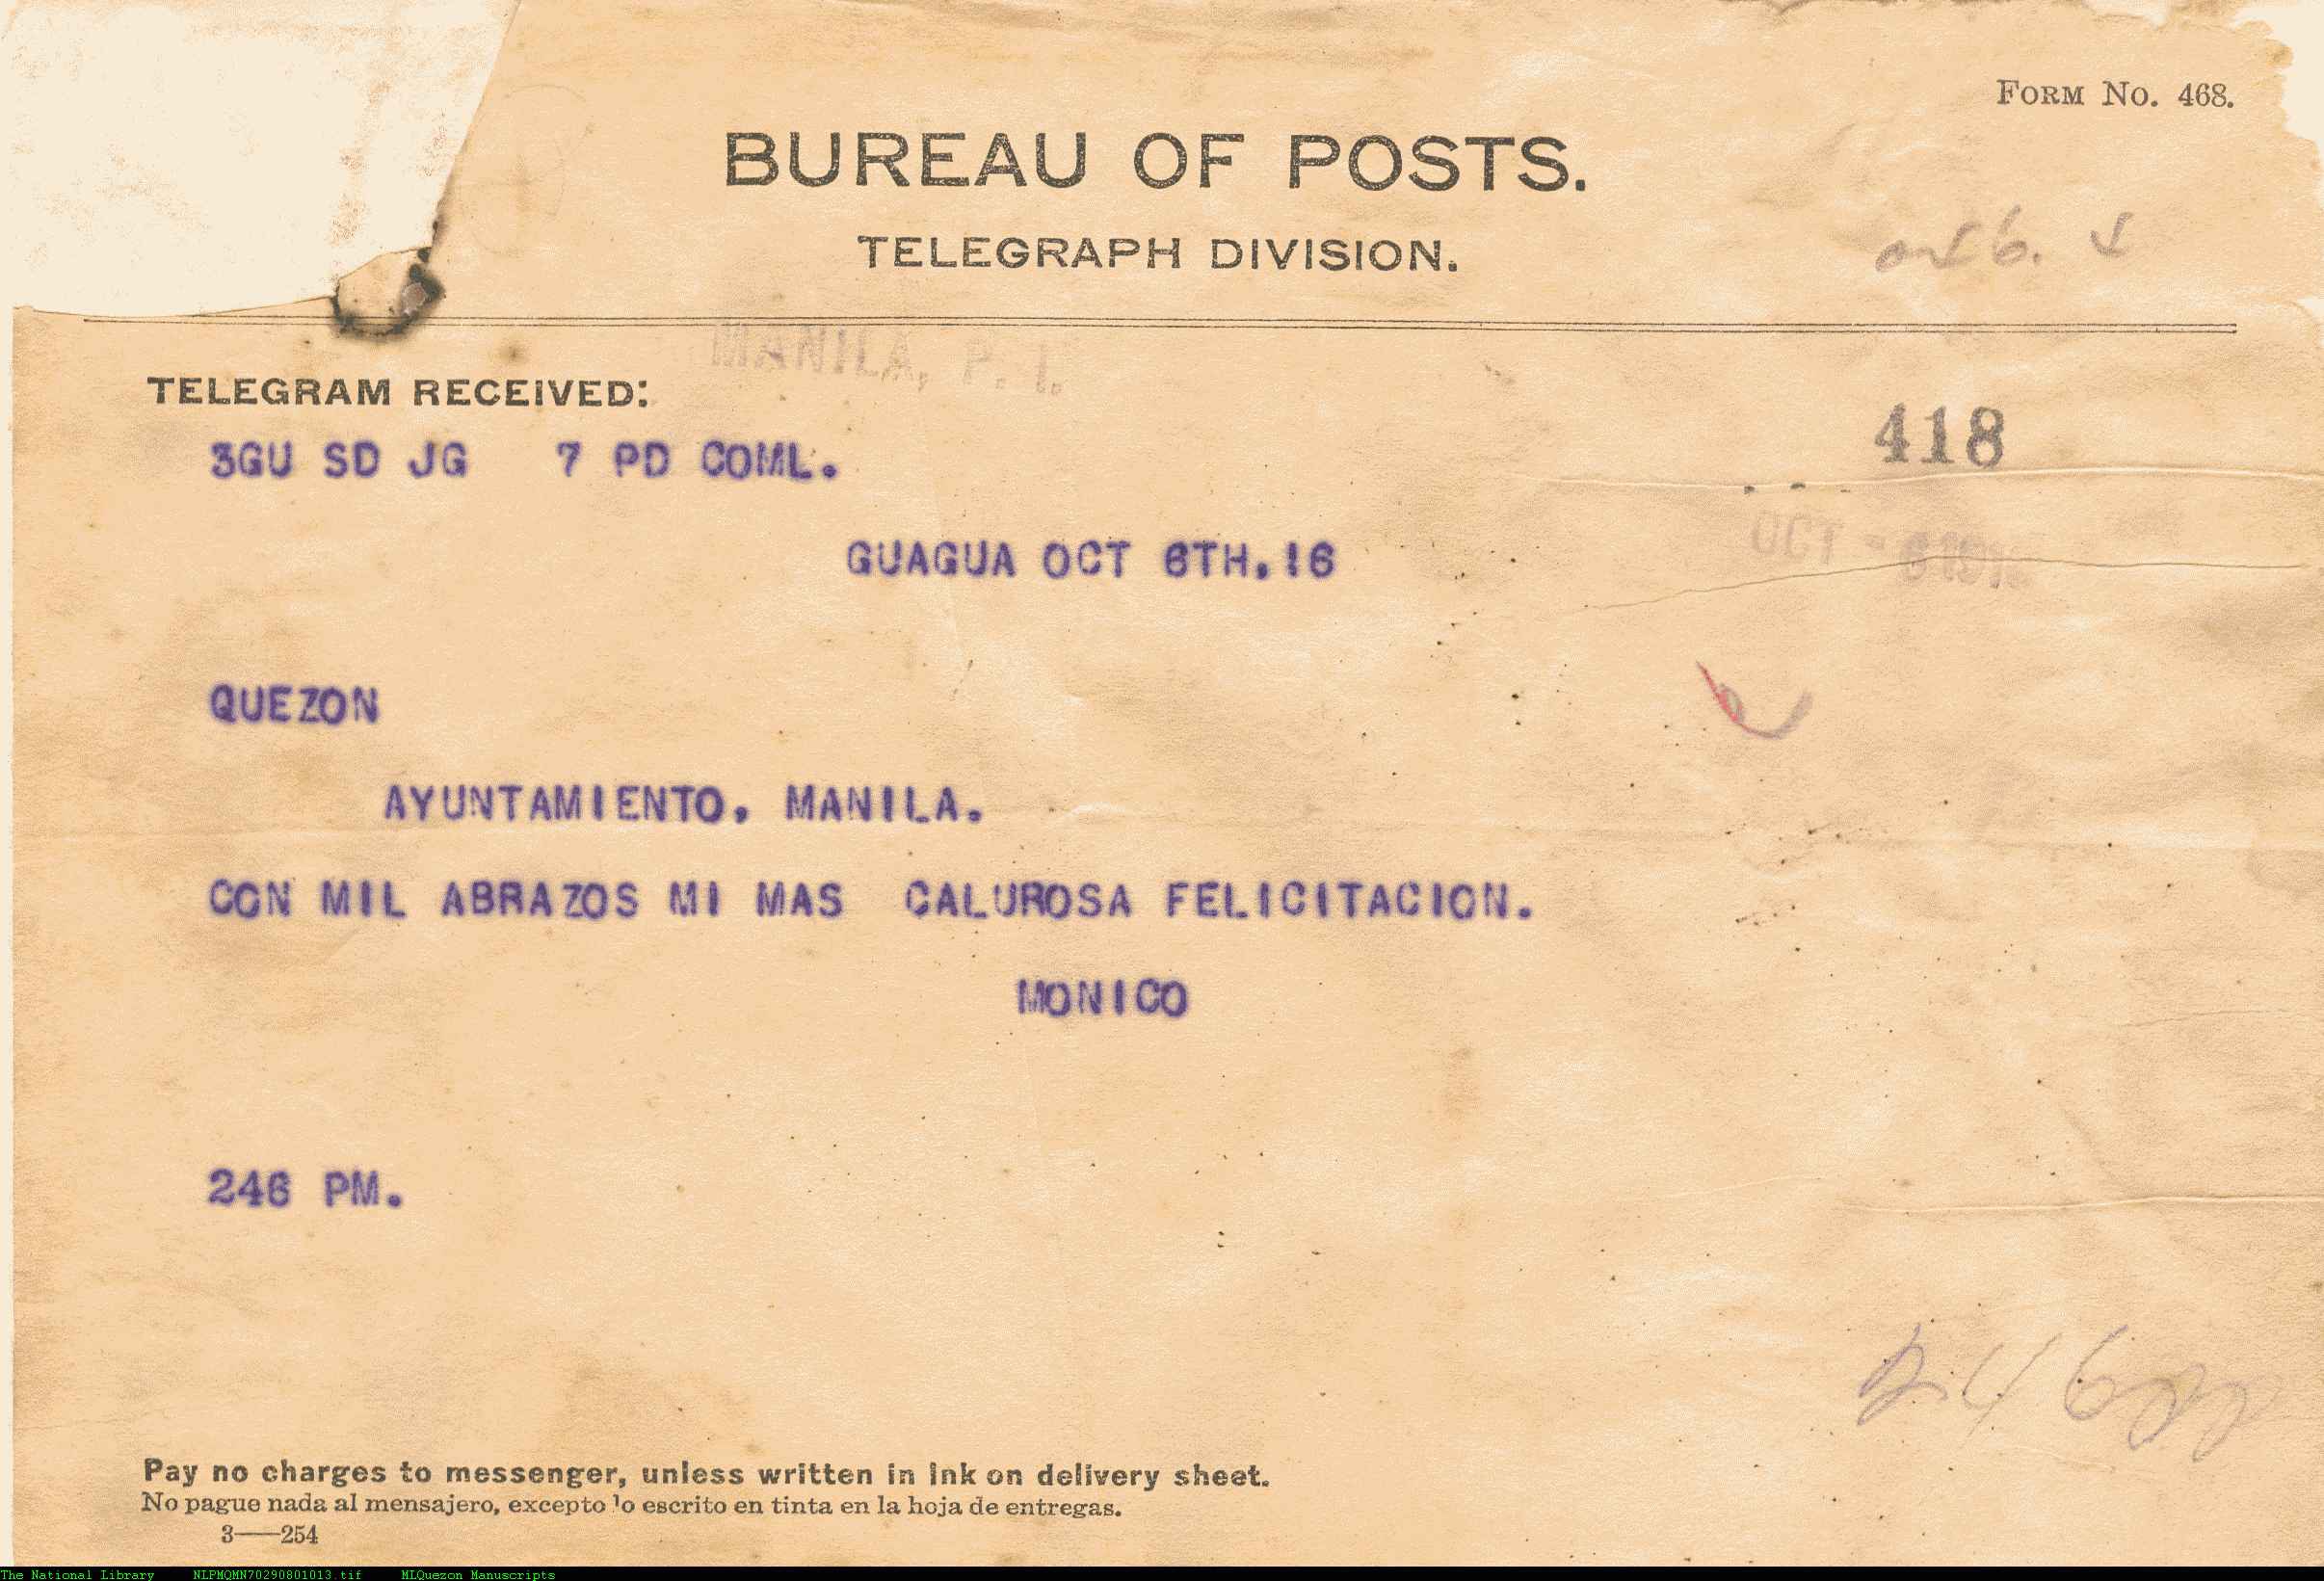 FORM No. 468.
BUREAU OF POSTS.
TELEGRAPH DIVISION.
MANILA, P. I.
TELEGRAM RECEIVED:
418
3GU SD JG 7 PD COML.
GUAGUA OCT 6TH.16
OCT - 6 191
QUEZON
AYUNTAMIENTO. MANILA.
CON MIL ABRAZOS MI MAS CALUROSA FELICITACION.
MONICO
246 PM.
Pay no charges to messenger, unless written in ink on delivery sheet.
No pague nada al mensajero, excepto lo escrito en tinta en la hoja de entregas.
3—254
The National Library NLPMQMN70290801013.tif MLQuezon Manuscripts